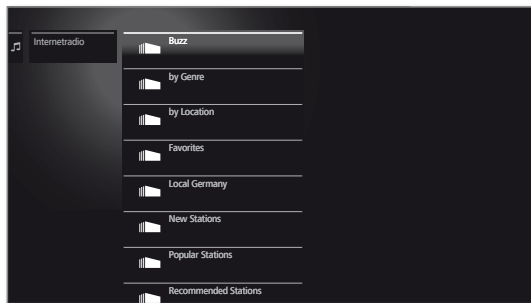 Internetradio
Buzz
by Genre
by Location
Favorites
Local Germany
New Stations
Popular Stations
Recommended Stations